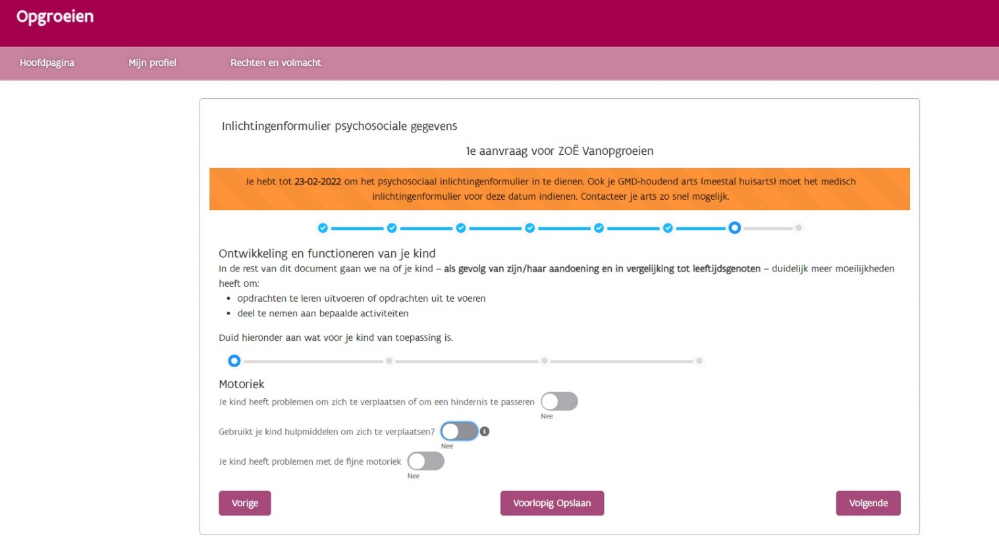 Opgroeien
Hoofdpagina Mijn profiel Rechten en volmacht
Inlichtingenformulier psychosociale gegevens
1e aanvraag voor ZOË Vanopgroeien
Je hebt tot 23-02-2022 om het psychosociaal inlichtingenformulier in te dienen. Ook je GMD-houdend arts (meestal huisarts) moet het medisch
inlichtingenformulier voor deze datum indienen. Contacteer je arts zo snel mogelijk.
Ontwikkeling en functioneren van je kind
In de rest van dit document gaan we na of je kind – als gevolg van zijn/haar aandoening en in vergelijking tot leeftijdsgenoten – duidelijk meer moeilijkheden
heeft om:
• opdrachten te leren uitvoeren of opdrachten uit te voeren
• deel te nemen aan bepaalde activiteiten
Duid hieronder aan wat voor je kind van toepassing is.
Motoriek
Je kind heeft problemen om zich te verplaatsen of om een hindernis te passeren
Nee
Gebruikt je kind hulpmiddelen om zich te verplaatsen?
Nee
Je kind heeft problemen met de fijne motoriek
Nee
Vorige Voorlopig Opslaan Volgende